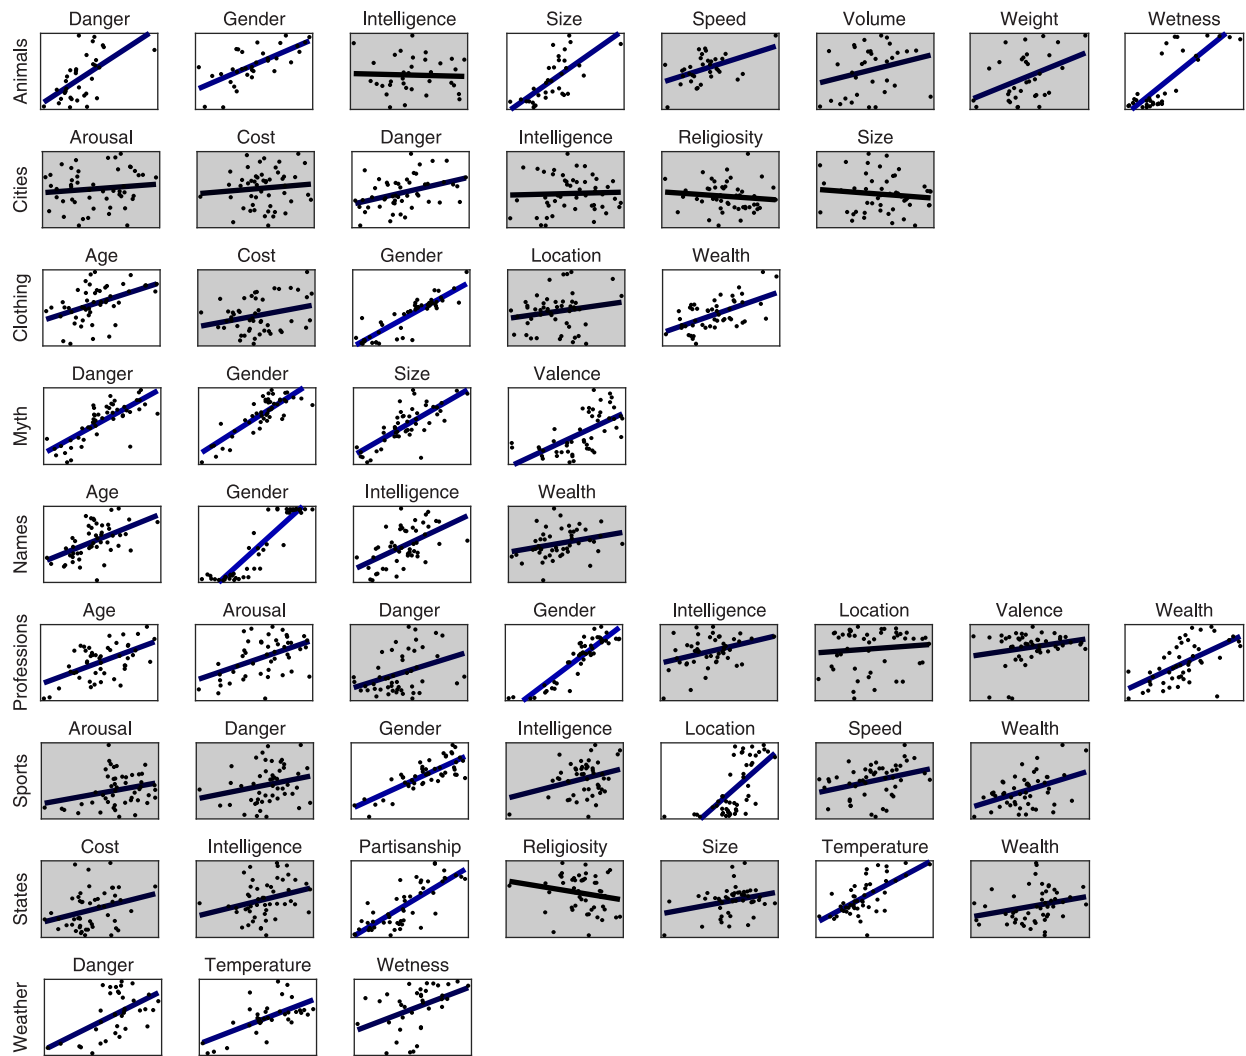 Danger Gender Intelligence Size Speed Volume Weight Wetness
Animals
Arousal Cost Danger Intelligence Religiosity Size
Cities
Age Cost Gender Location Wealth
Clothing
Danger Gender Size Valence
Myth
Age Gender Intelligence Wealth
Names
Age Arousal Danger Gender Intelligence Location Valence Wealth
Professions
Arousal Danger Gender Intelligence Location Speed Wealth
Sports
Cost Intelligence Partisanship Religiosity Size Temperature Wealth
States
Danger Temperature Wetness
Weather